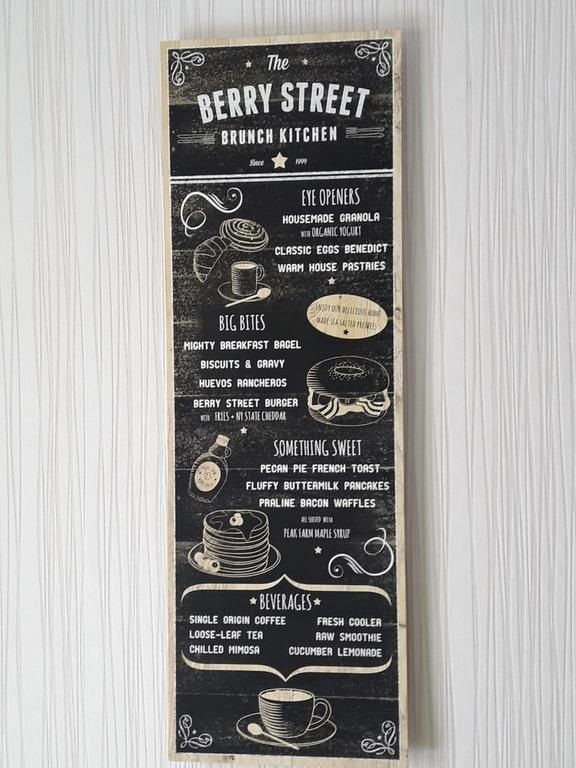 The
BERRY STREET
BRUNCH KITCHEN
Since 1999
EYE OPENERS
HOUSEMADE GRANOLA
WITH ORGANIC YOGURT
CLASSIC EGGS BENEDICT
WARM HOUSE PASTRIES
ENJOY OUR DELICIOUS HOME
MADE SEA SALTED PRETZELS
BIG BITES
MIGHTY BREAKFAST BAGEL
BISCUITS & GRAVY
HUEVOS RANCHEROS
BERRY STREET BURGER
WITH FRIES + NY STATE CHEDDAR
SOMETHING SWEET
PECAN PIE FRENCH TOAST
FLUFFY BUTTERMILK PANCAKES
PRALINE BACON WAFFLES
ALL SERVED WITH
PEAK FARM MAPLE SYRUP
BEVERAGES
SINGLE ORIGIN COFFEE FRESH COOLER
LOOSE-LEAF TEA RAW SMOOTHIE
CHILLED MIMOSA CUCUMBER LEMONADE